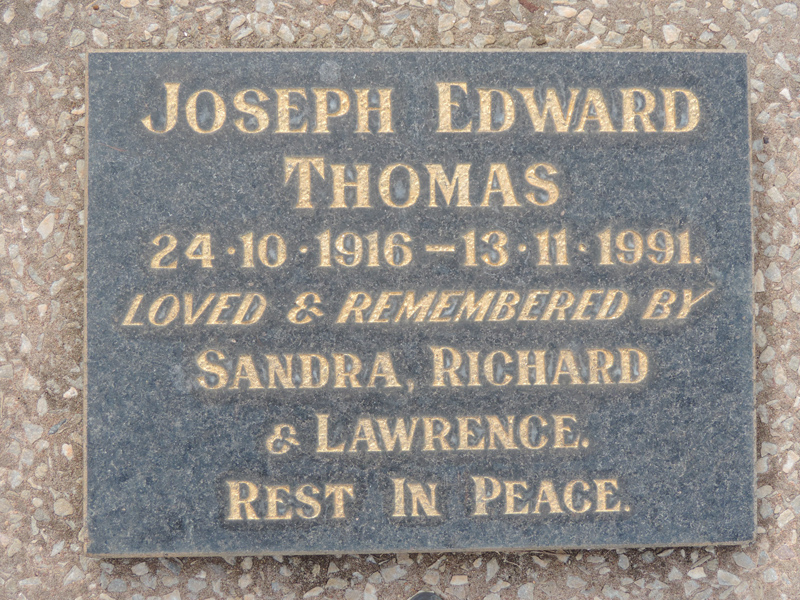 JOSEPH EDWARD
THOMAS
24·10·1916–13·11·1991.
LOVED & REMEMBERED BY
SANDRA, RICHARD
& LAWRENCE.
REST IN PEACE.